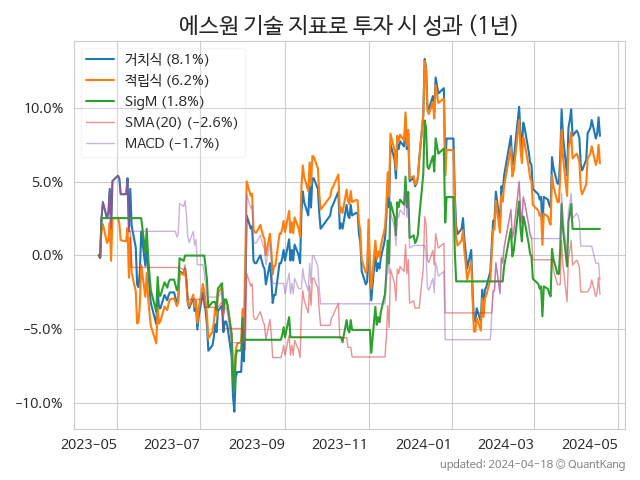 에스원 기술 지표로 투자 시 성과 (1년)
거치식 (8.1%)
적립식 (6.2%)
SigM (1.8%)
SMA(20) (−2.6%)
MACD (−1.7%)
10.0%
5.0%
0.0%
−5.0%
−10.0%
2023-05 2023-07 2023-09 2023-11 2024-01 2024-03 2024-05
updated: 2024-04-18 © QuantKang